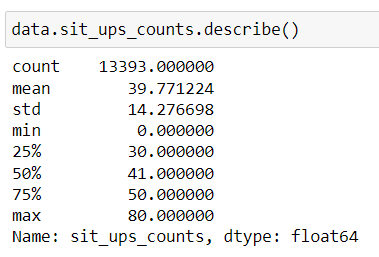 data.sit_ups_counts.describe()
count    13393.000000
mean        39.771224
std         14.276698
min          0.000000
25%         30.000000
50%         41.000000
75%         50.000000
max         80.000000
Name: sit_ups_counts, dtype: float64